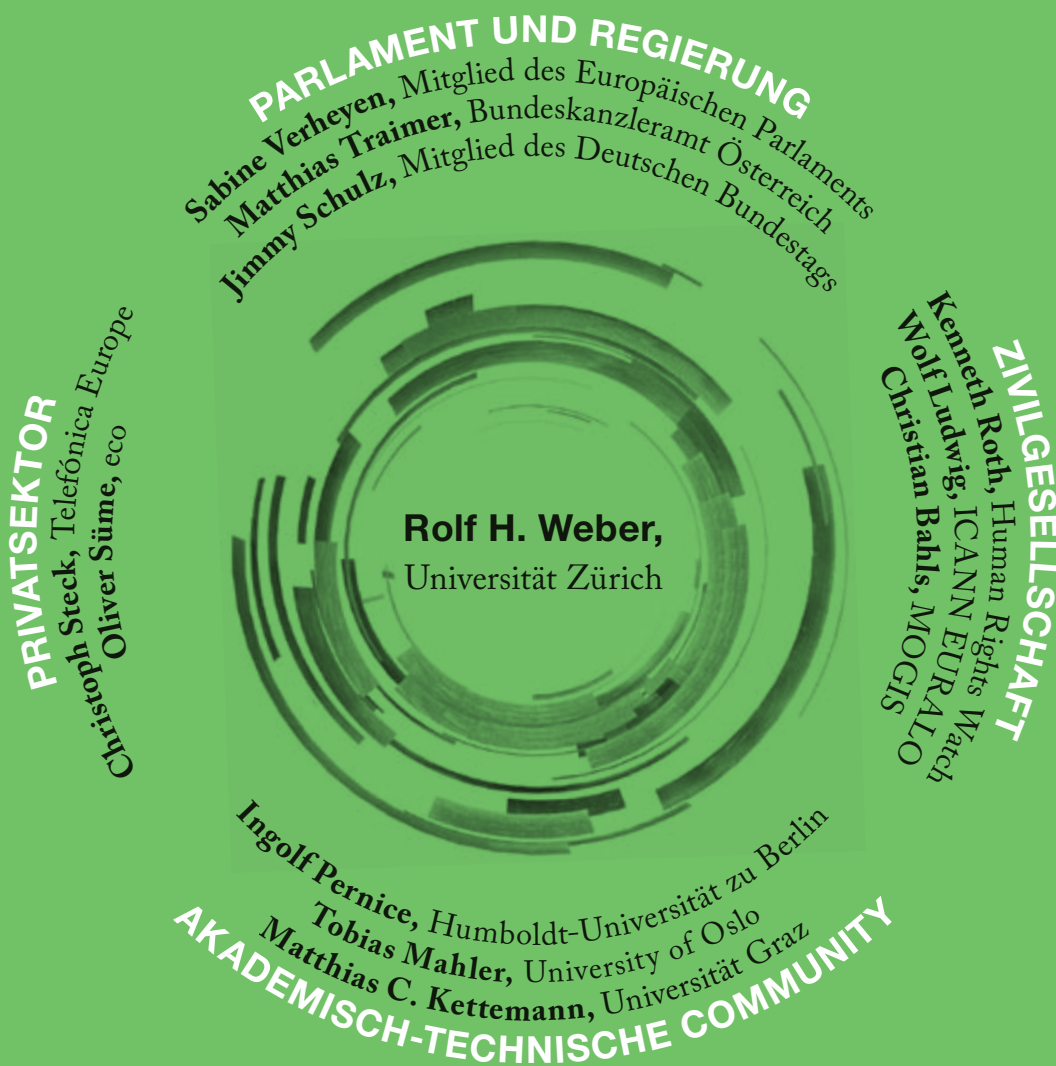 PARLAMENT UND REGIERUNG
Sabine Verheyen, Mitglied des Europäischen Parlaments
Matthias Traimer, Bundeskanzleramt Österreich
Jimmy Schulz, Mitglied des Deutschen Bundestags
PRIVATSEKTOR
Christoph Steck, Telefónica Europe
Oliver Süme, eco
Rolf H. Weber,
Universität Zürich
ZIVILGESELLSCHAFT
Kenneth Roth, Human Rights Watch
Wolf Ludwig, ICANN EURALO
Christian Bahls, MOGIS
Ingolf Pernice, Humboldt-Universität zu Berlin
Tobias Mahler, University of Oslo
Matthias C. Kettemann, Universität Graz
AKADEMISCH-TECHNISCHE COMMUNITY